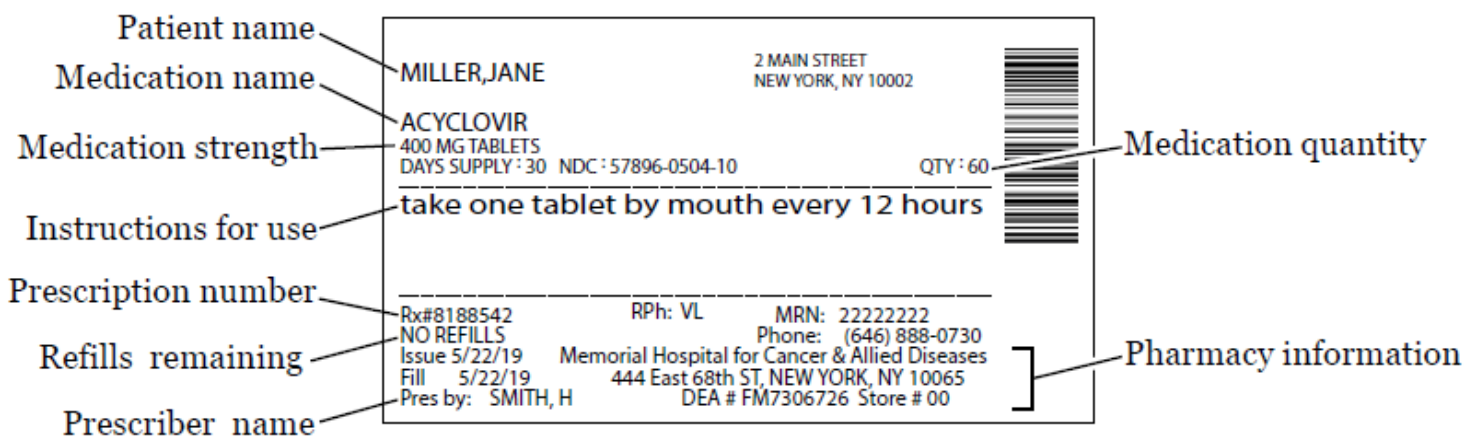 Patient name
Medication name
Medication strength
Instructions for use
Prescription number
Refills remaining
Prescriber name
MILLER,JANE
2 MAIN STREET
NEW YORK, NY 10002
ACYCLOVIR
400 MG TABLETS
DAYS SUPPLY : 30 NDC : 57896-0504-10 QTY : 60
take one tablet by mouth every 12 hours
Rx#8188542 RPh: VL MRN: 22222222
NO REFILLS Phone: (646) 888-0730
Issue 5/22/19 Memorial Hospital for Cancer & Allied Diseases
Fill 5/22/19 444 East 68th ST, NEW YORK, NY 10065
Pres by: SMITH, H DEA # FM7306726 Store # 00
Medication quantity
Pharmacy information